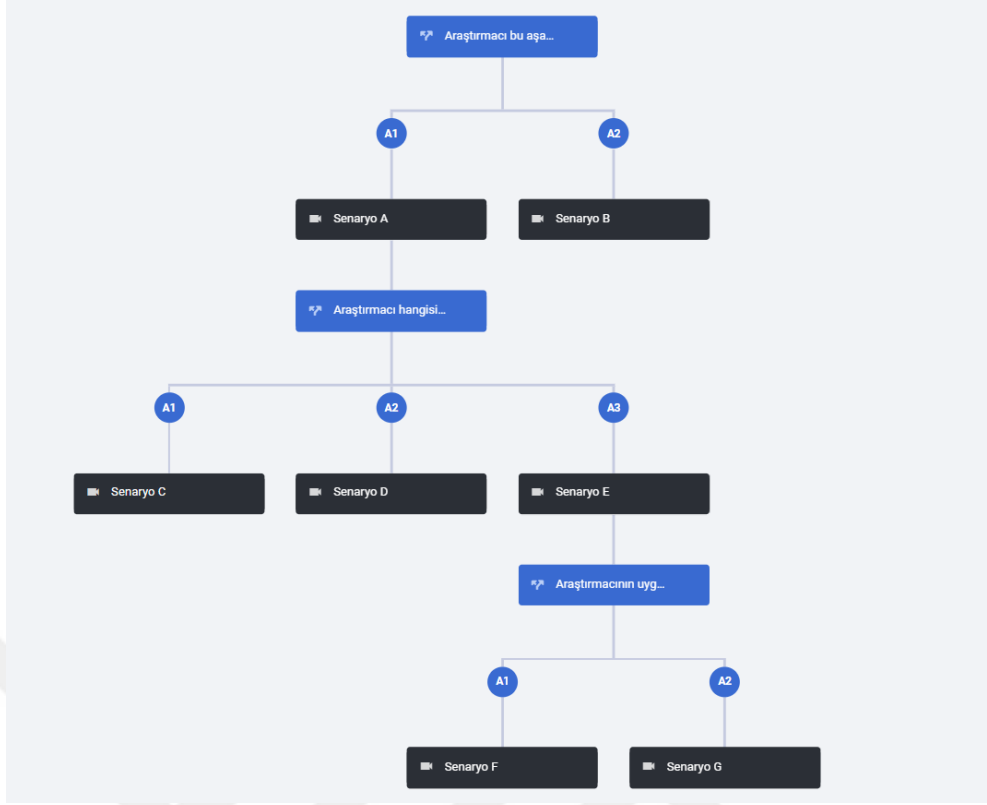 Araştırmacı bu aşa...
A1
A2
Senaryo A
Senaryo B
Araştırmacı hangisi...
A1
A2
A3
Senaryo C
Senaryo D
Senaryo E
Araştırmacının uyg...
A1
A2
Senaryo F
Senaryo G